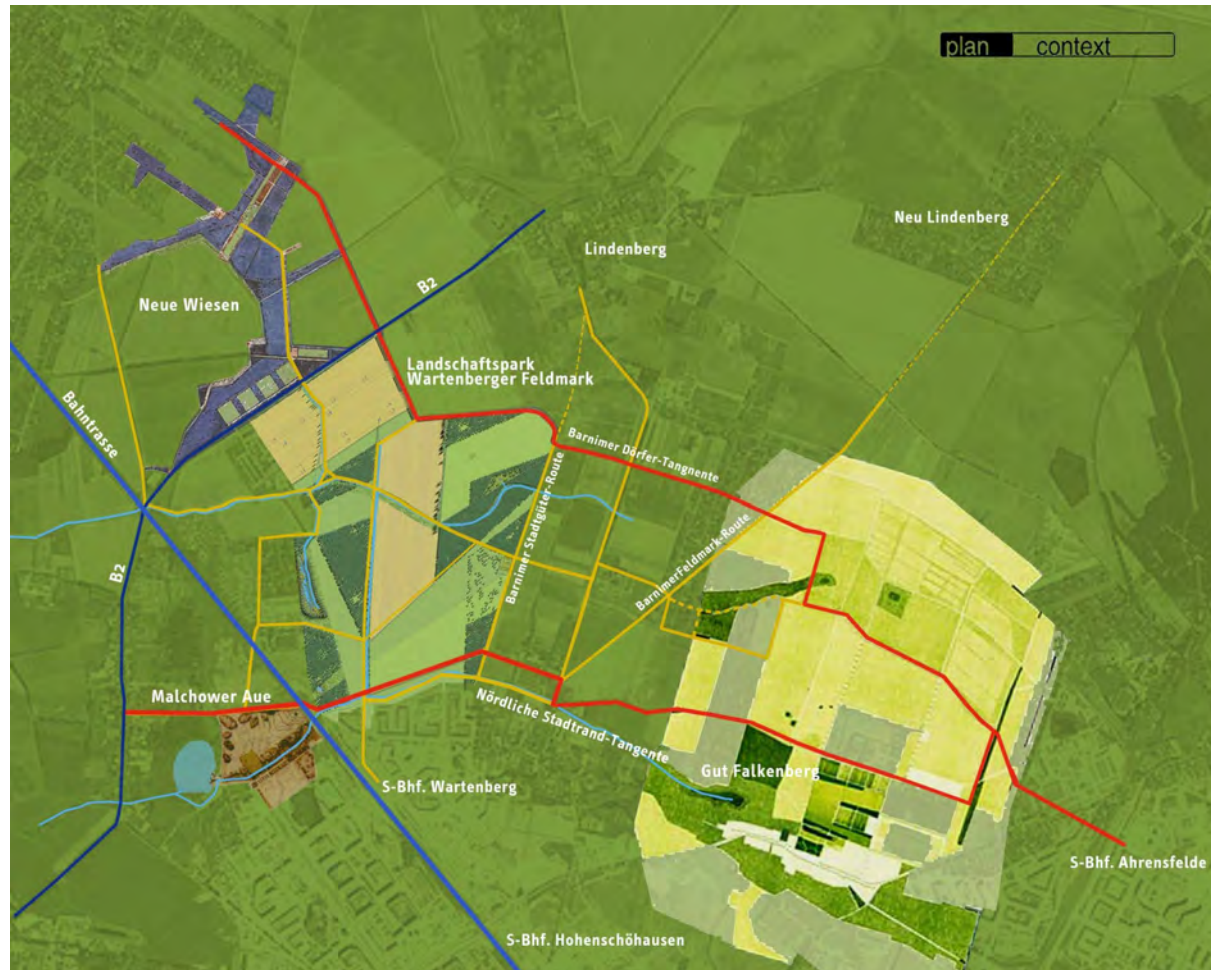 plan context
Neu Lindenberg
Lindenberg
B2
Neue Wiesen
Landschaftspark
Wartenberger Feldmark
Bahntrasse
Barnimer Dörfer-Tangnente
Barnimer Stadtgüter-Route
BarnimerFeldmark-Route
B2
Malchower Aue
Nördliche Stadtrand-Tangente
Gut Falkenberg
S-Bhf. Wartenberg
S-Bhf. Ahrensfelde
S-Bhf. Hohenschöhausen